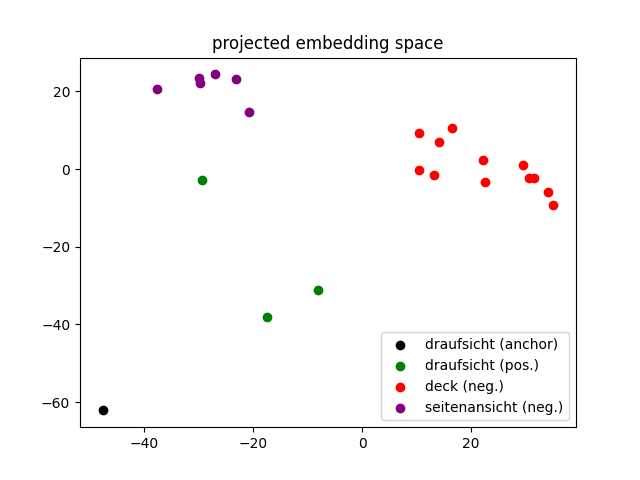 projected embedding space
20
0
−20
−40
−60
−40
−20
0
20
draufsicht (anchor)
draufsicht (pos.)
deck (neg.)
seitenansicht (neg.)